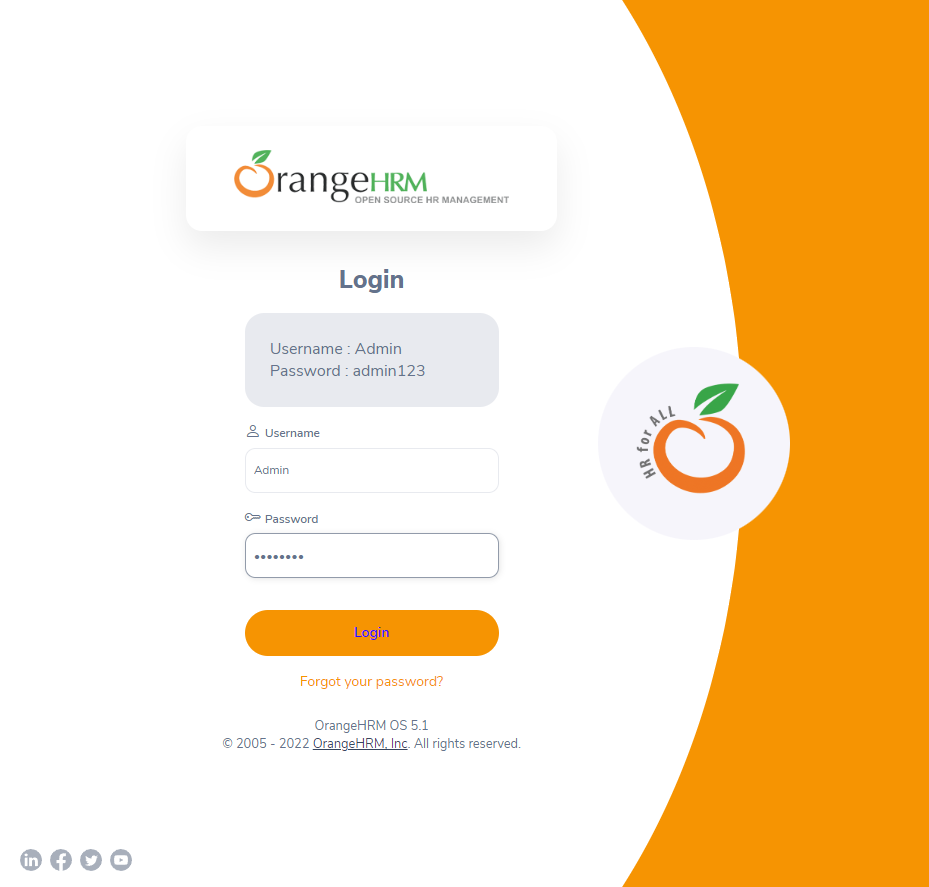 OrangeHRM
OPEN SOURCE HR MANAGEMENT
Login
Username : Admin
Password : admin123
Username
Admin
Password
••••••••
Login
Forgot your password?
OrangeHRM OS 5.1
© 2005 - 2022 OrangeHRM, Inc. All rights reserved.
HR for ALL